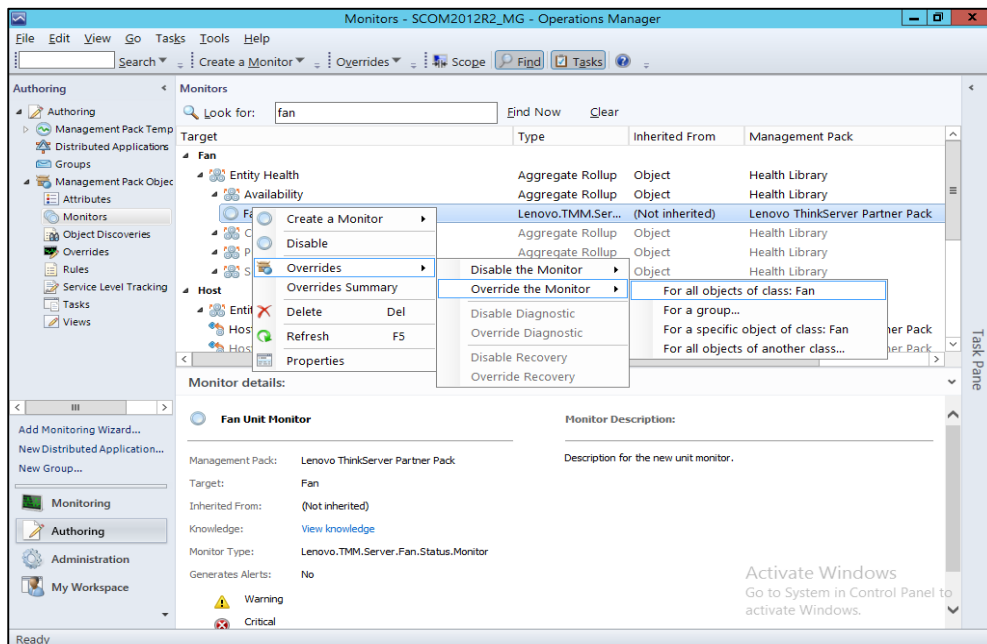 Monitors - SCOM2012R2_MG - Operations Manager
File Edit View Go Tasks Tools Help
Search Create a Monitor Overrides Scope Find Tasks
Authoring
Authoring
Management Pack Temp
Distributed Applications
Groups
Management Pack Objec
Attributes
Monitors
Object Discoveries
Overrides
Rules
Service Level Tracking
Tasks
Views
Add Monitoring Wizard...
New Distributed Application...
New Group...
Monitoring
Authoring
Administration
My Workspace
Monitors
Look for: fan Find Now Clear
Target Type Inherited From Management Pack
Fan
Entity Health Aggregate Rollup Object Health Library
Availability Aggregate Rollup Object Health Library
Fa Lenovo.TMM.Ser... (Not inherited) Lenovo ThinkServer Partner Pack
C Aggregate Rollup Object Health Library
P Aggregate Rollup Object Health Library
S Object Health Library
Host
Entit
Hos er Pack
Hos er Pack
Create a Monitor
Disable
Overrides
Overrides Summary
Delete Del
Refresh F5
Properties
Disable the Monitor
Override the Monitor
Disable Diagnostic
Override Diagnostic
Disable Recovery
Override Recovery
For all objects of class: Fan
For a group...
For a specific object of class: Fan
For all objects of another class...
Monitor details:
Fan Unit Monitor
Management Pack: Lenovo ThinkServer Partner Pack
Target: Fan
Inherited From: (Not inherited)
Knowledge: View knowledge
Monitor Type: Lenovo.TMM.Server.Fan.Status.Monitor
Generates Alerts: No
Warning
Critical
Monitor Description:
Description for the new unit monitor.
Activate Windows
Go to System in Control Panel to
activate Windows.
Task Pane
Ready